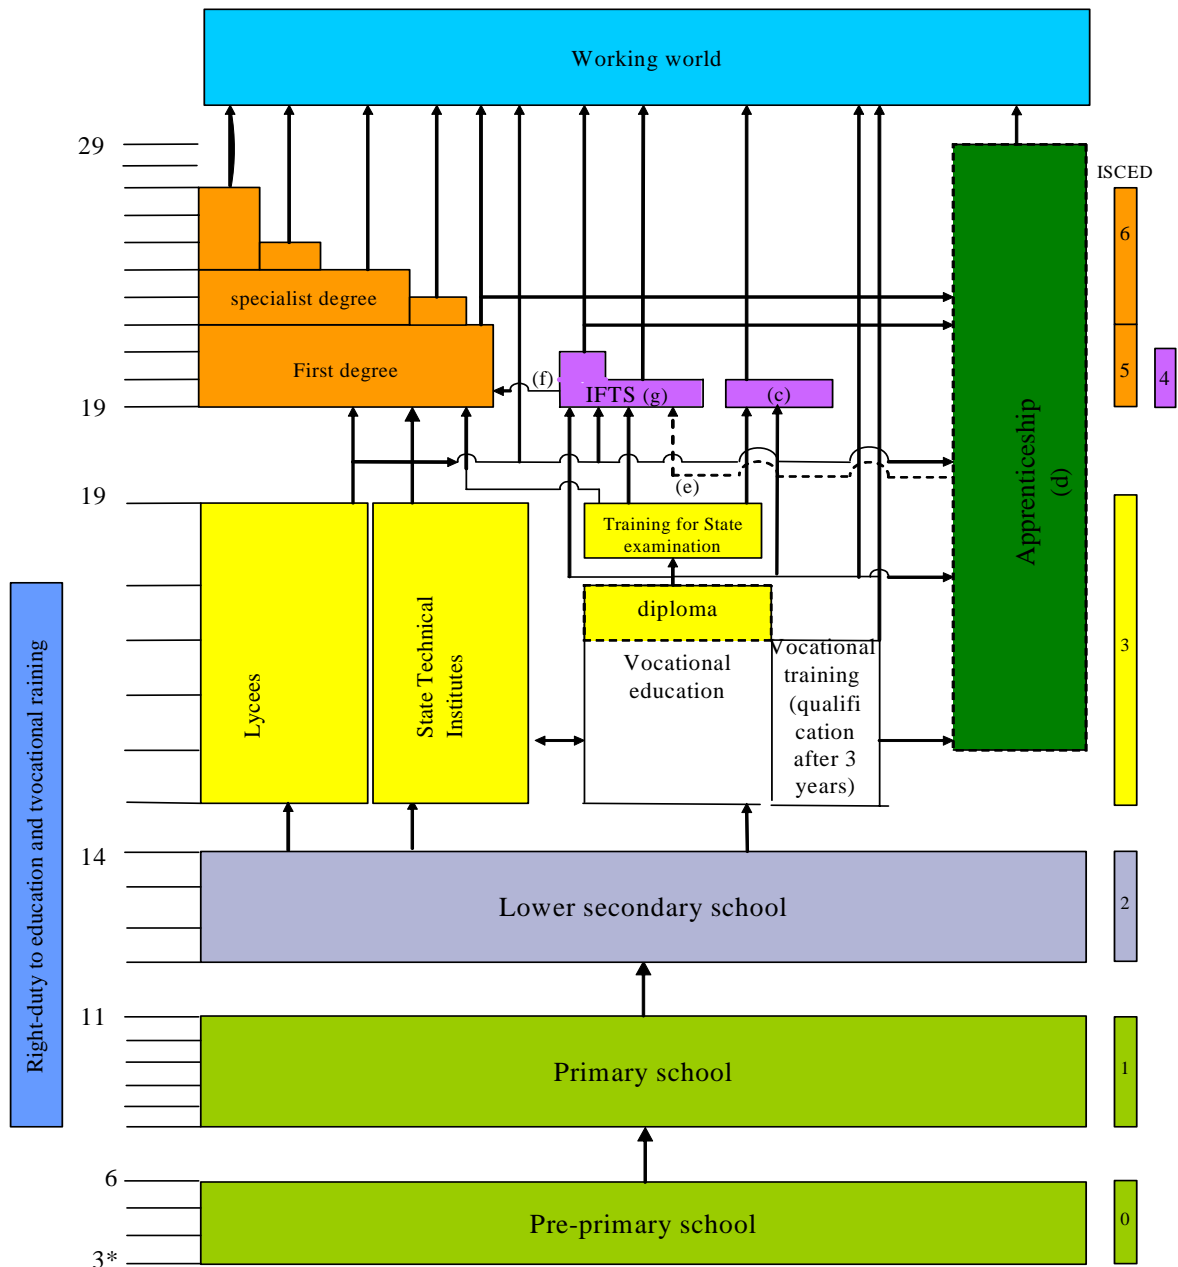 Working world
29
ISCED
6
specialist degree
First degree
(f)
IFTS (g)
(c)
5
4
19
Apprenticeship
(d)
(e)
19
Training for State
examination
diploma
Vocational
education
Vocational
training
(qualifi
cation
after 3
years)
Lycees
State Technical
Institutes
3
Right-duty to education and tvocational raining
14
Lower secondary school
2
11
Primary school
1
6
Pre-primary school
0
3*